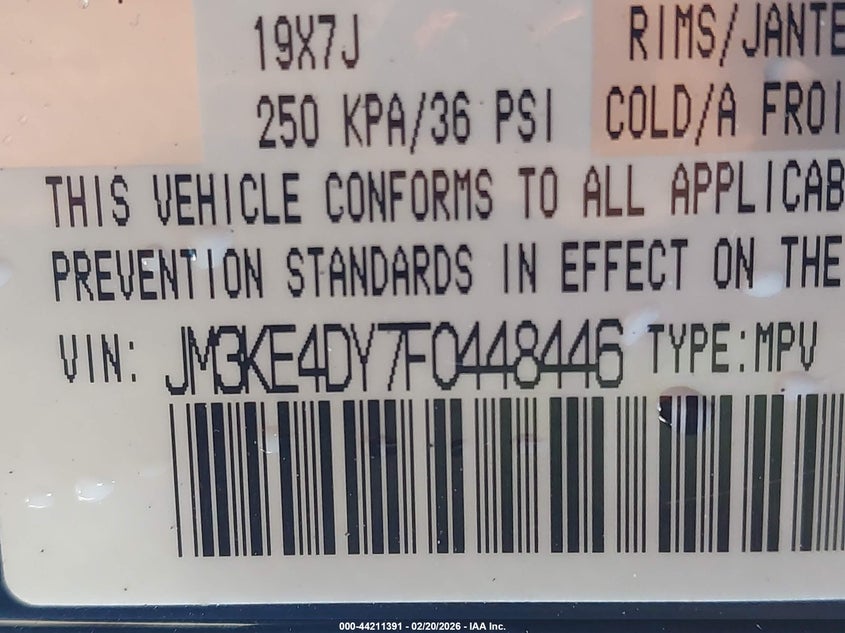 19X7J RIMS/JANTE
250 KPA/36 PSI COLD/A FROI
THIS VEHICLE CONFORMS TO ALL APPLICAB
PREVENTION STANDARDS IN EFFECT ON THE
VIN: JM3KE4DY7F0448446 TYPE:MPV
000-44211391 - 02/20/2026 - IAA Inc.